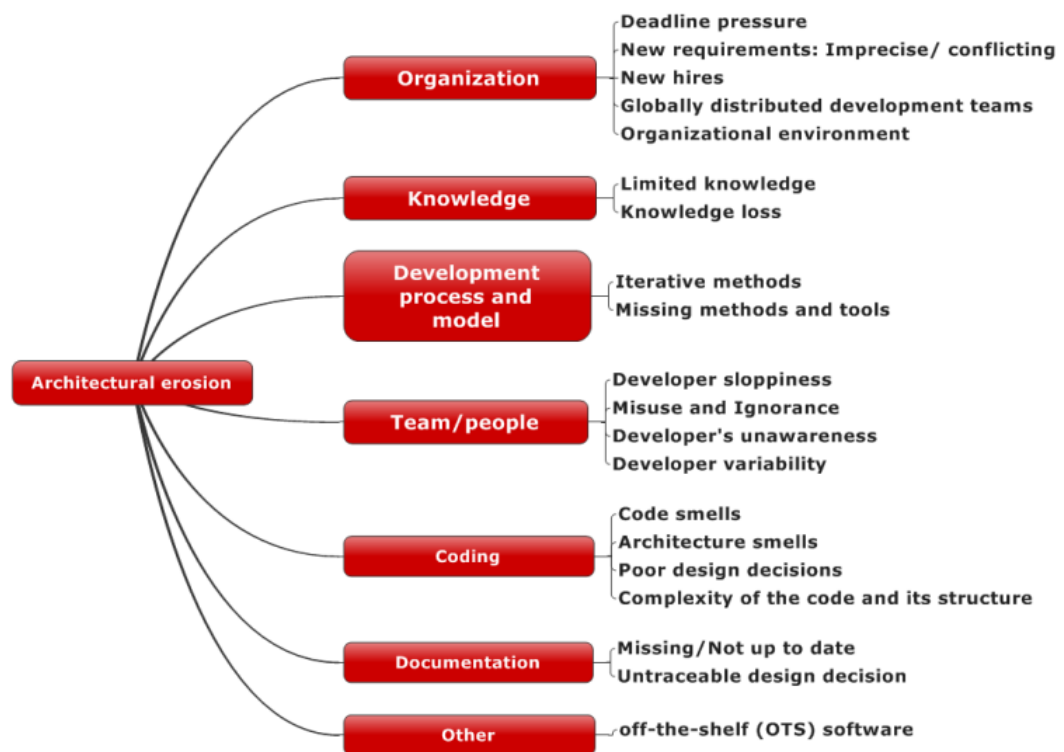 Architectural erosion
Organization
Deadline pressure
New requirements: Imprecise/ conflicting
New hires
Globally distributed development teams
Organizational environment
Knowledge
Limited knowledge
Knowledge loss
Development
process and
model
Iterative methods
Missing methods and tools
Team/people
Developer sloppiness
Misuse and Ignorance
Developer's unawareness
Developer variability
Coding
Code smells
Architecture smells
Poor design decisions
Complexity of the code and its structure
Documentation
Missing/Not up to date
Untraceable design decision
Other
off-the-shelf (OTS) software